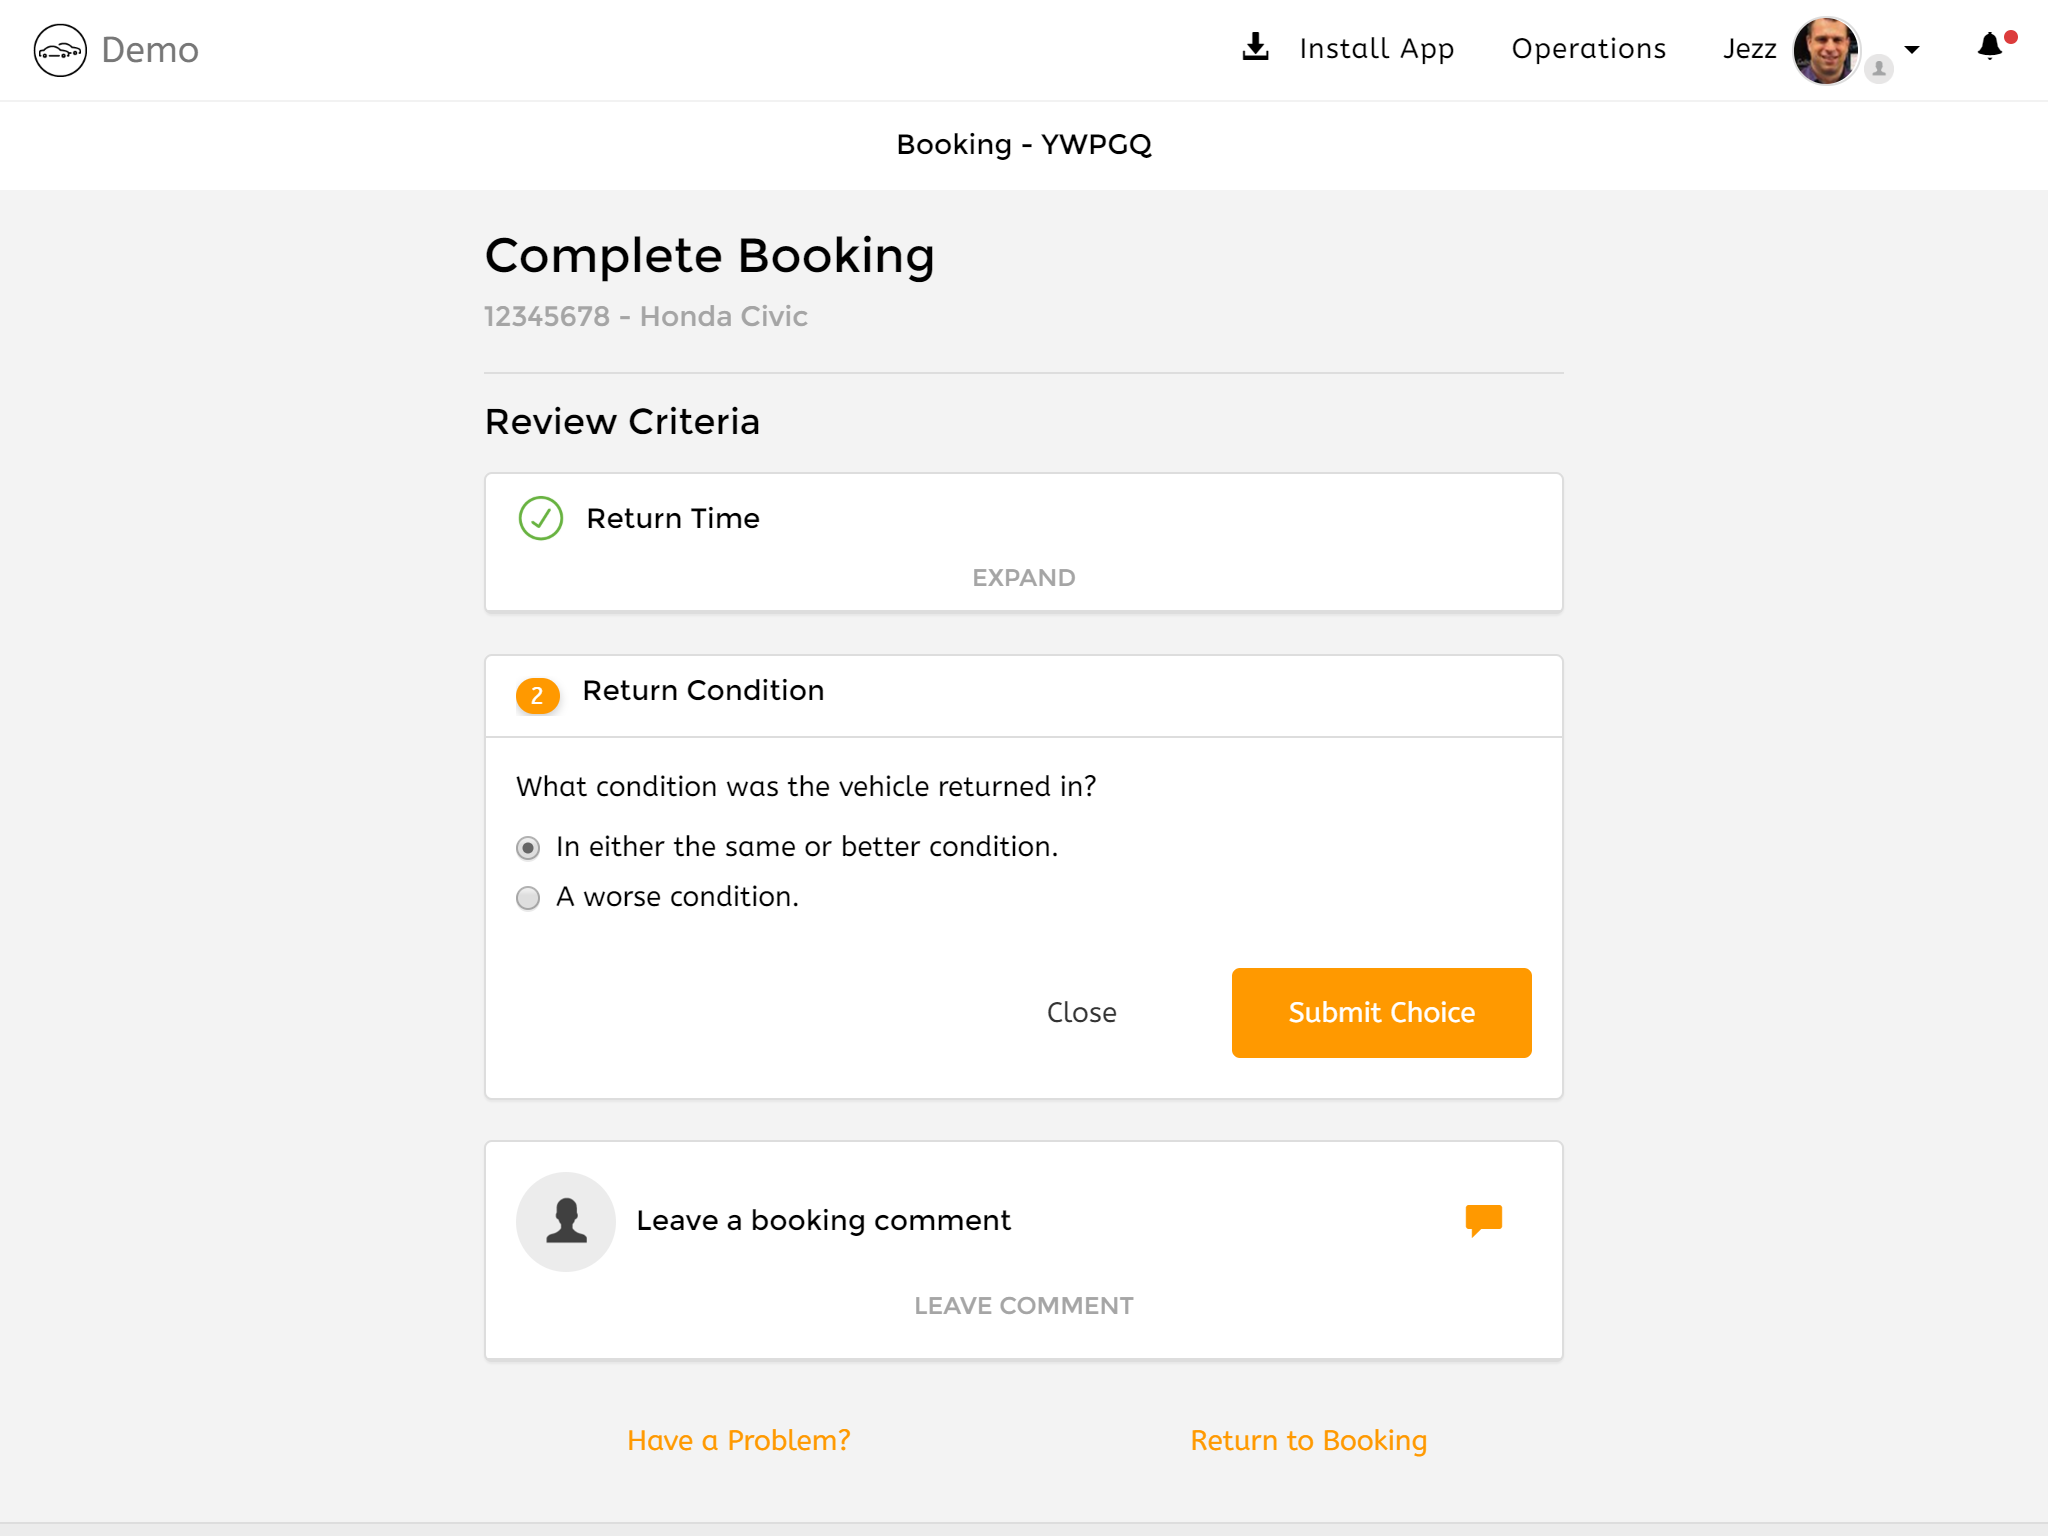 Demo
Install App
Operations
Jezz
Booking - YWPGQ
Complete Booking
12345678 - Honda Civic
Review Criteria
Return Time
EXPAND
2
Return Condition
What condition was the vehicle returned in?
In either the same or better condition.
A worse condition.
Close
Submit Choice
Leave a booking comment
LEAVE COMMENT
Have a Problem?
Return to Booking